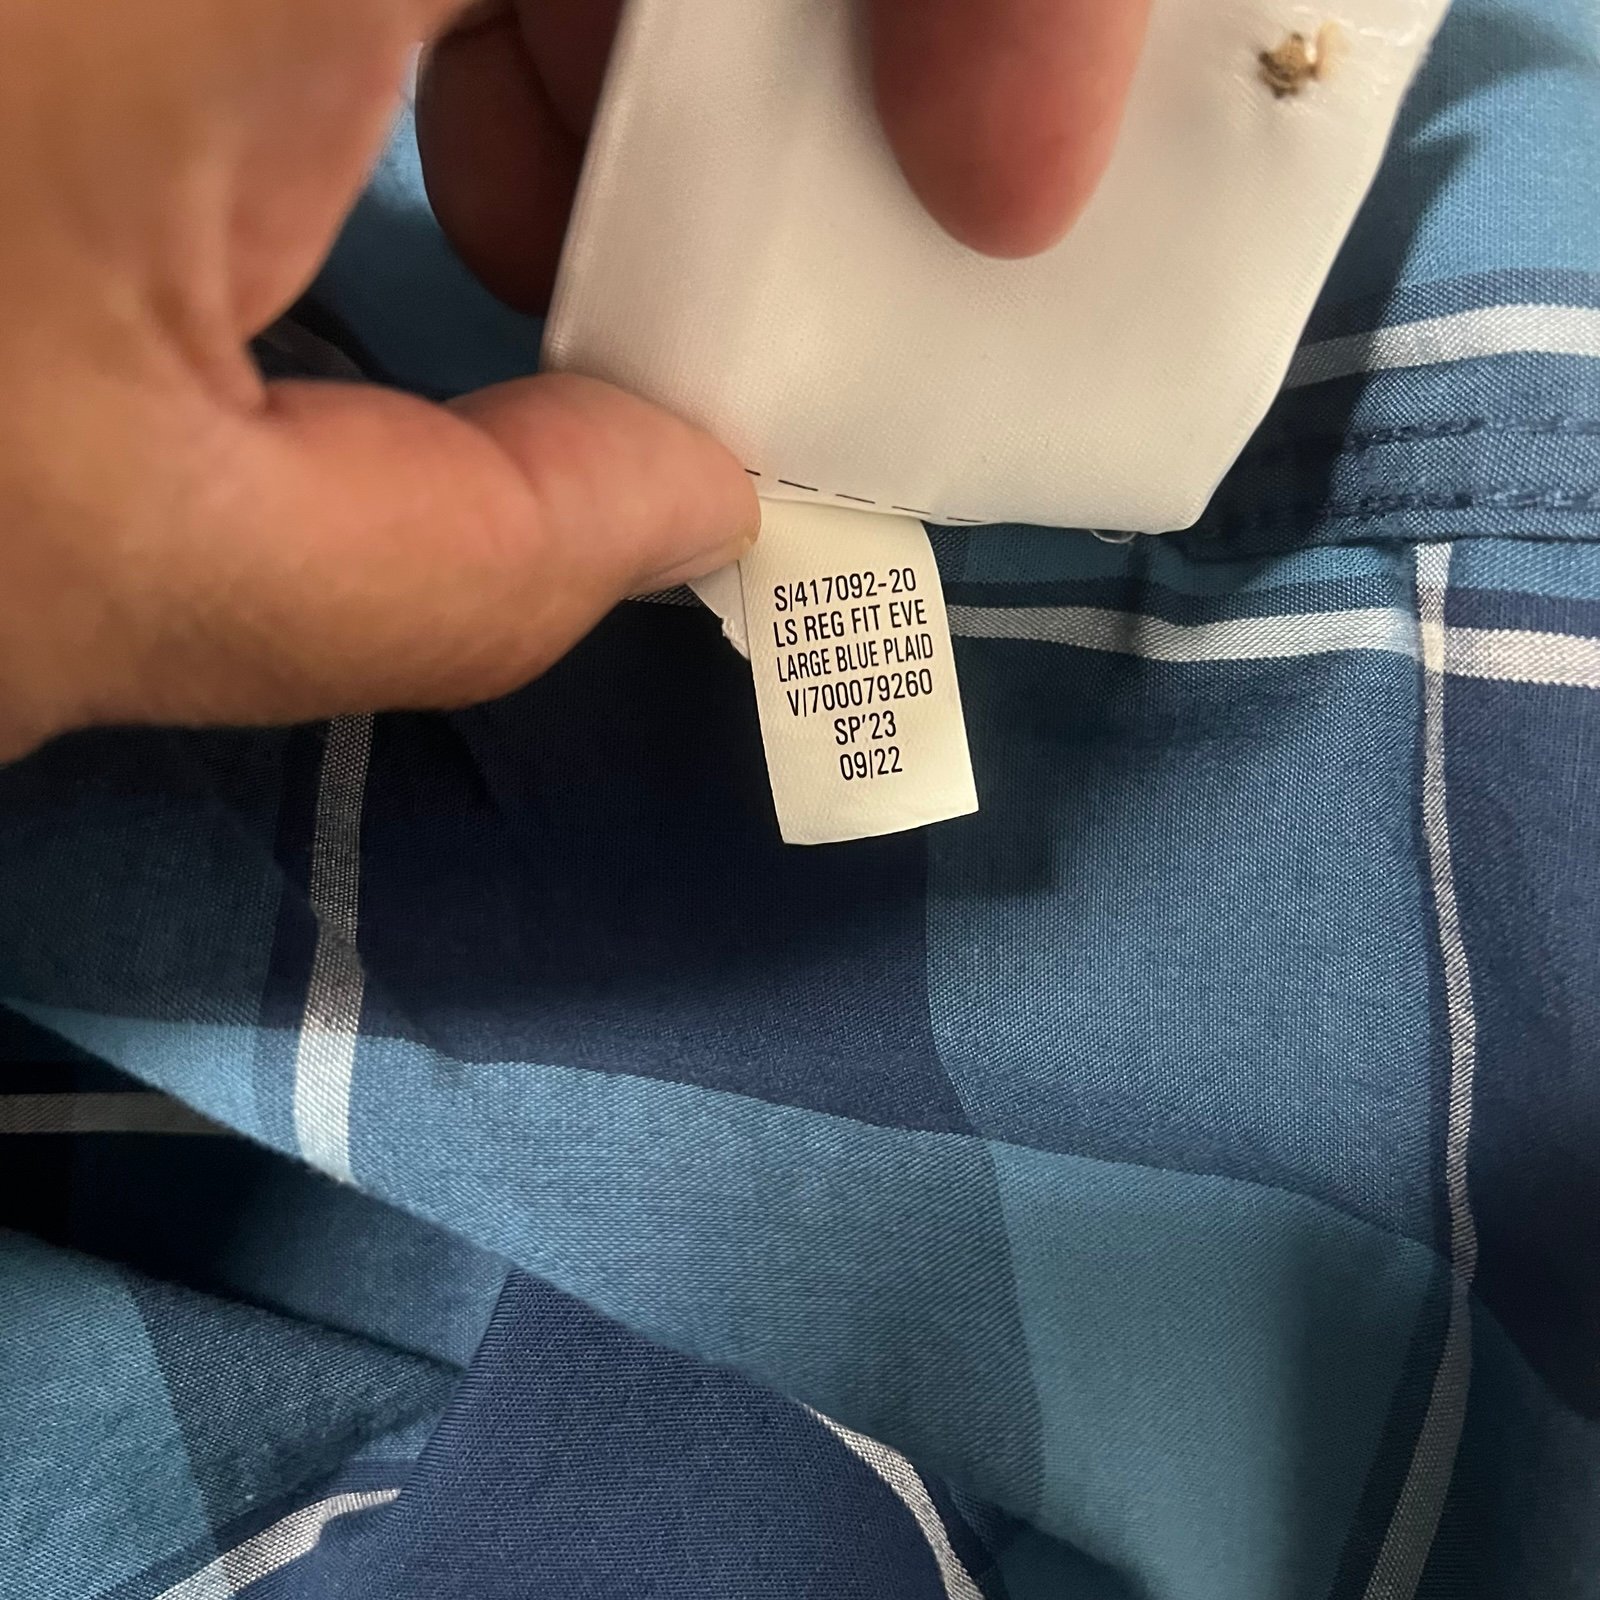 S/417092-20
LS REG FIT EVE
LARGE BLUE PLAID
V/700079260
SP'23
09/22